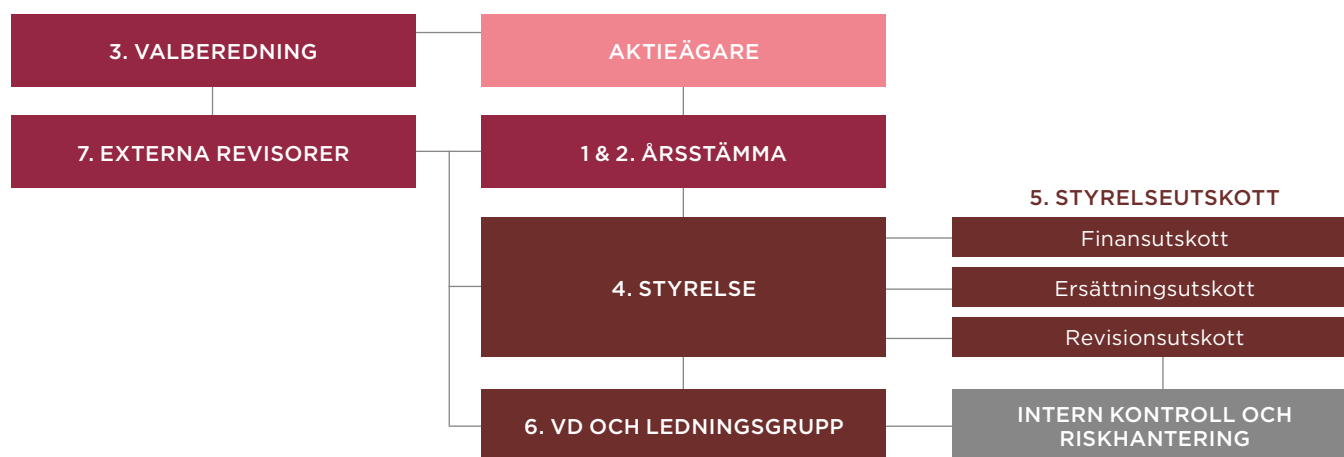 3. VALBEREDNING
AKTIEÄGARE
7. EXTERNA REVISORER
1 & 2. ÅRSSTÄMMA
5. STYRELSEUTSKOTT
Finansutskott
4. STYRELSE
Ersättningsutskott
Revisionsutskott
6. VD OCH LEDNINGSGRUPP
INTERN KONTROLL OCH
RISKHANTERING